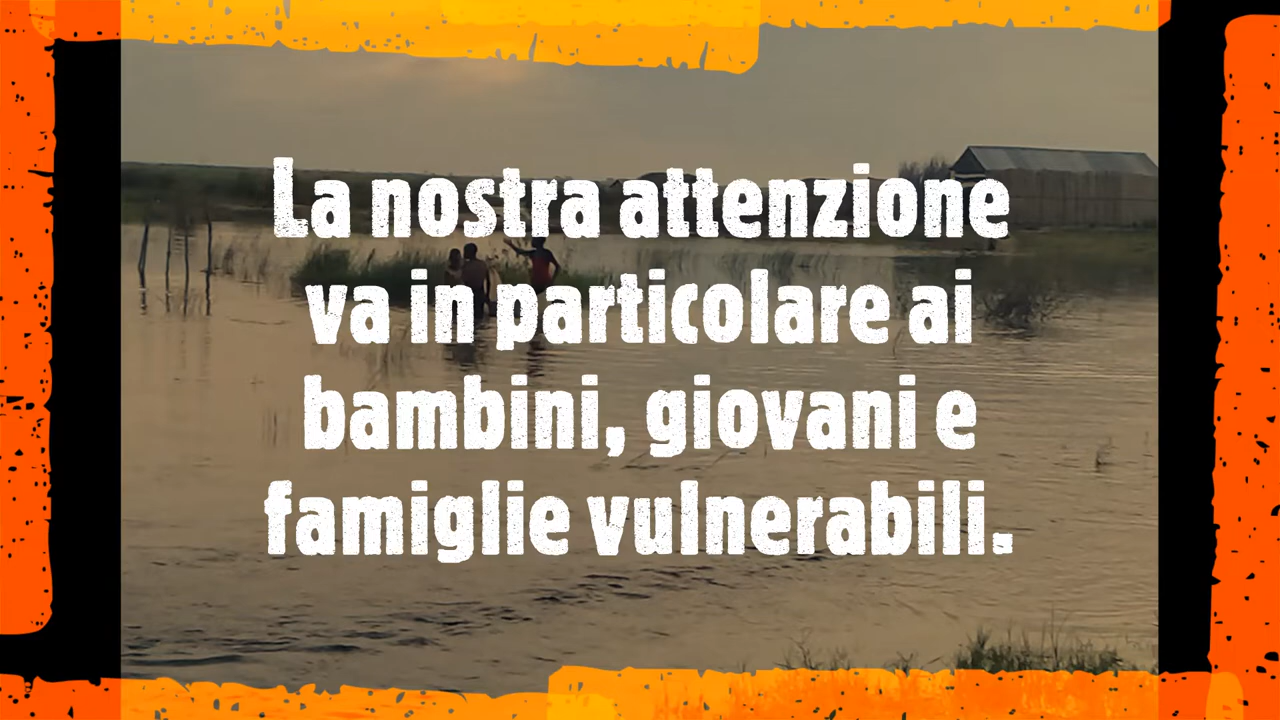 La nostra attenzione
va in particolare ai
bambini, giovani e
famiglie vulnerabili.